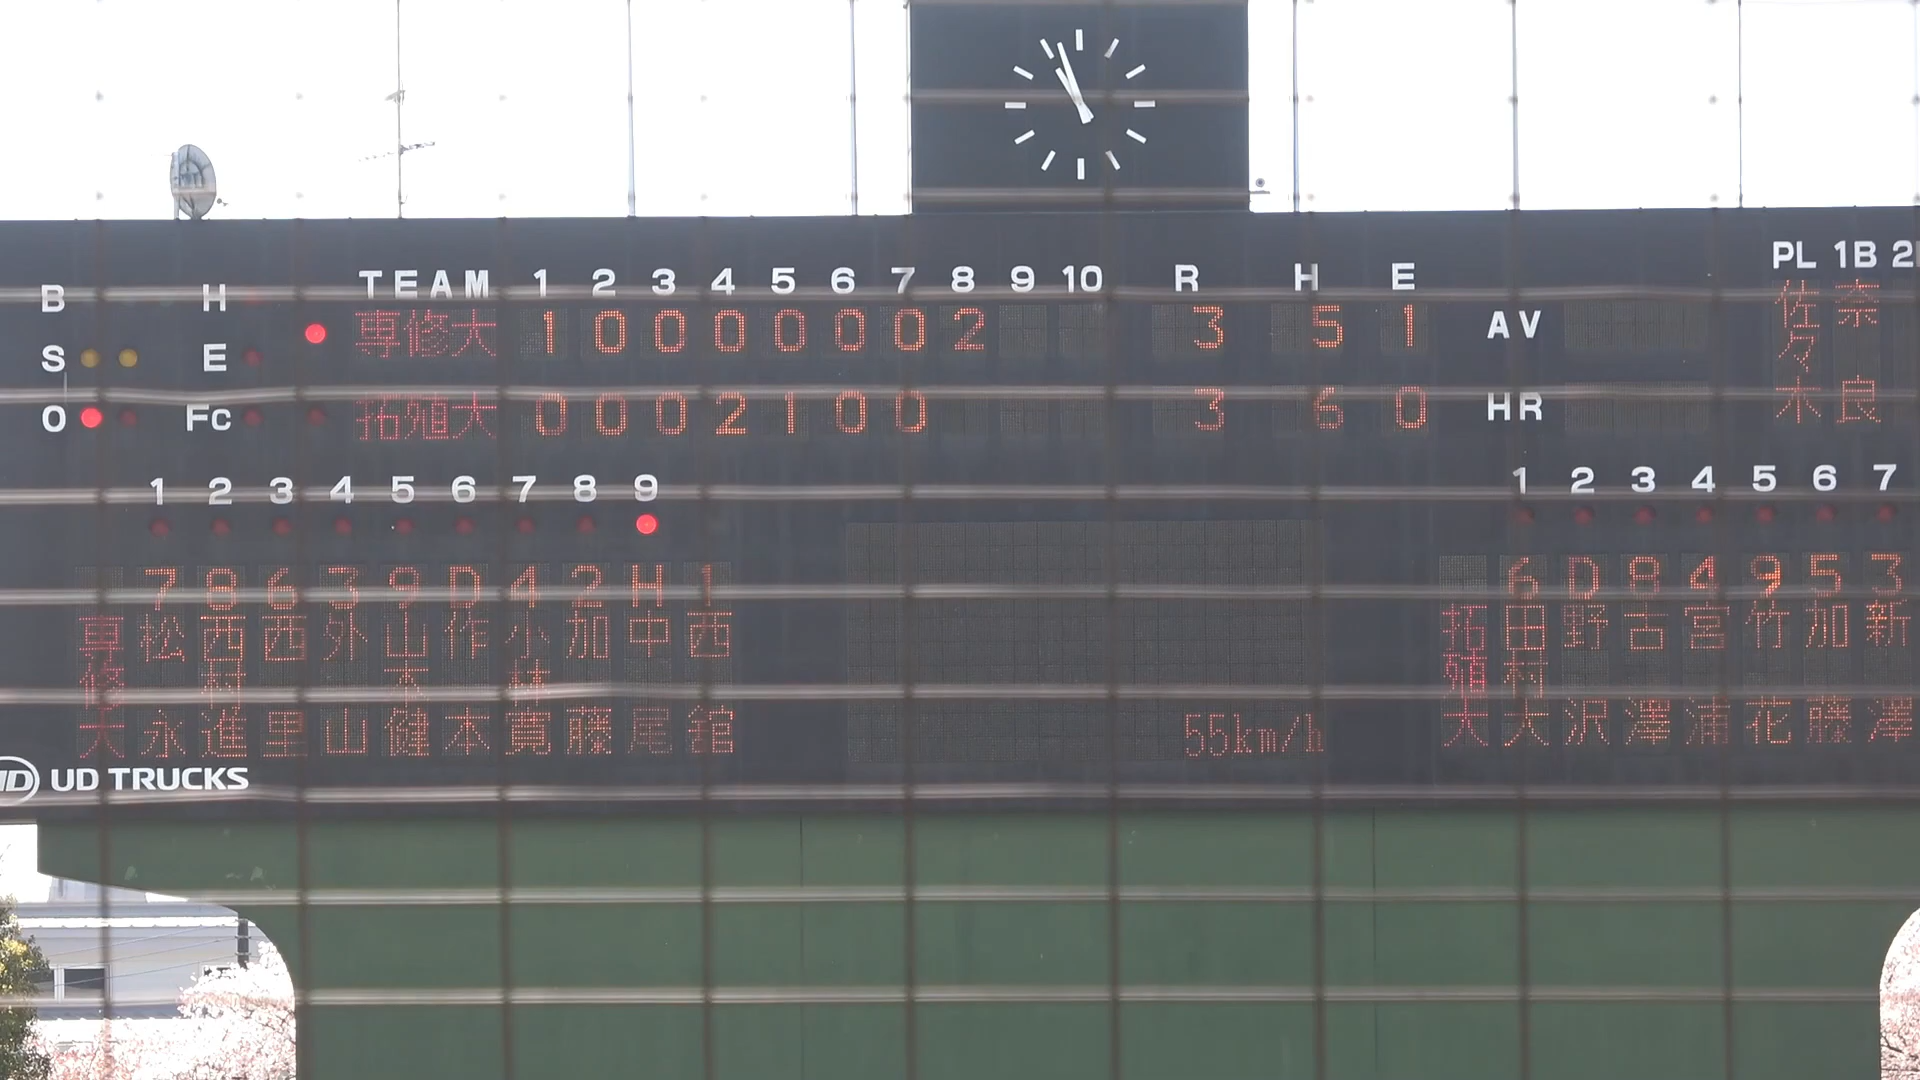 PL 1B
TEAM 1 2 3 4 5 6 7 8 9 10 R H E
B H
専修大 1 0 0 0 0 0 0 2 3 5 1 AV
S E
拓殖大 0 0 0 2 1 0 0 3 6 0 HR
O Fc
佐々木
奈良
1 2 3 4 5 6 7 8 9
1 2 3 4 5 6 7
7 8 6 3 9 D 4 2 H 1
6 D 8 4 9 5 3
専修大
松永
西村進
西里
外山
山本健
作本
小林
加藤
中尾
西舘
55km/h
拓殖大
田村大
野沢
古澤
宮浦
竹花
加藤
新澤
UD TRUCKS